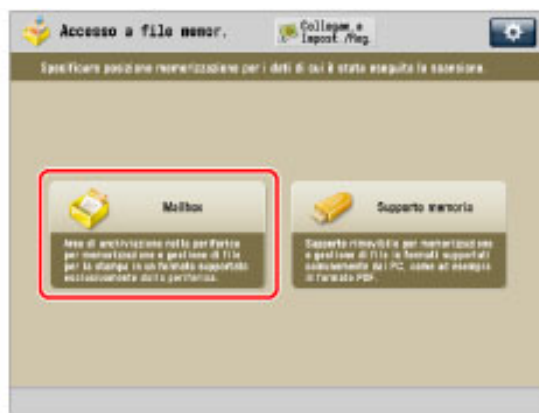 Accesso a file memor.
Collegam. e
Impost./Reg.
Specificare posizione memorizzazione per i dati di cui è stata eseguita la scansione.
Mailbox
Area di archiviazione nella periferica
per memorizzazione e gestione di file
per la stampa in un formato supportato
esclusivamente dalla periferica.
Supporto memoria
Supporto rimovibile per memorizzazione
e gestione di file in formati supportati
comunemente dai PC, come ad esempio
il formato PDF.